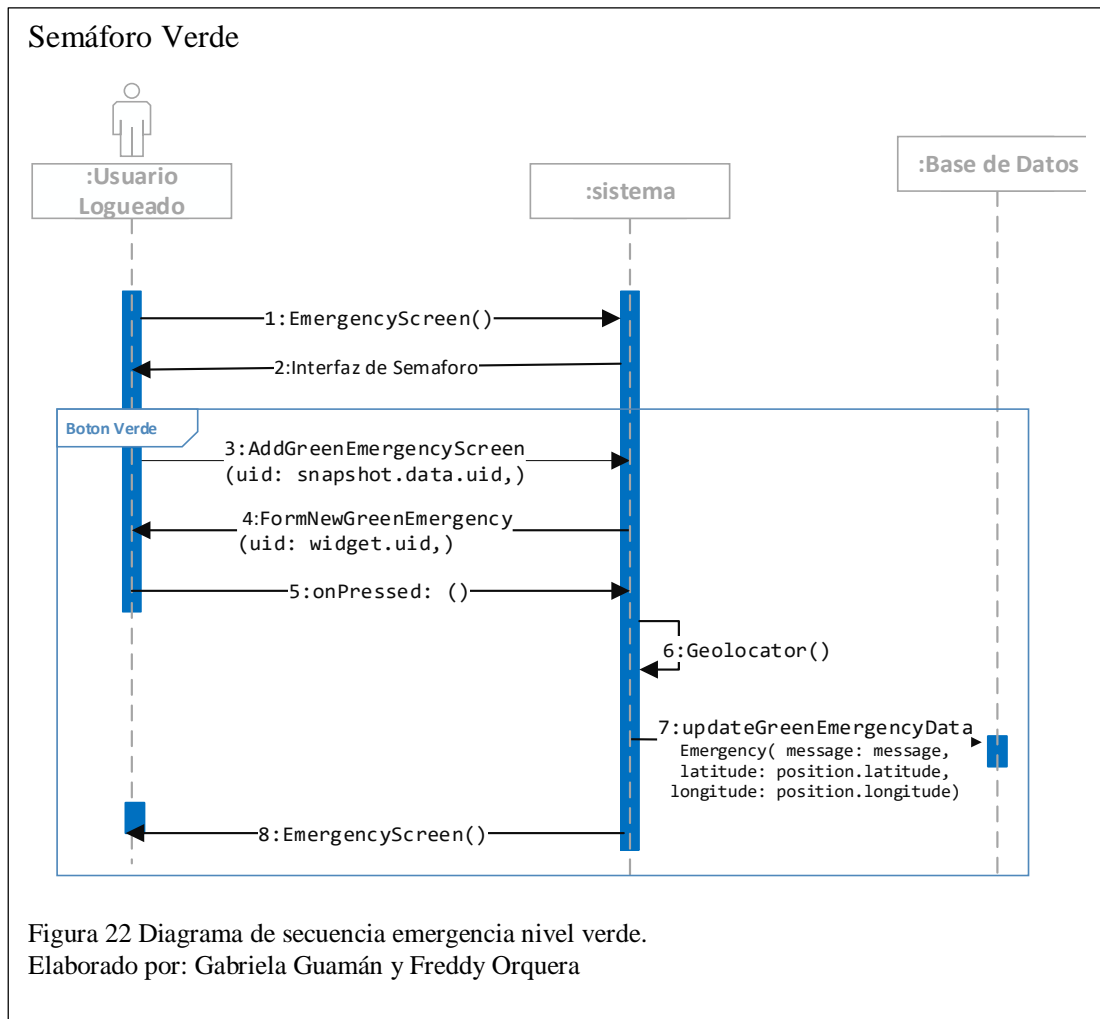 Semáforo Verde
:Usuario
Logueado
:sistema
:Base de Datos
1:EmergencyScreen()
2:Interfaz de Semaforo
Boton Verde
3:AddGreenEmergencyScreen
(uid: snapshot.data.uid,)
4:FormNewGreenEmergency
(uid: widget.uid,)
5:onPressed: ()
6:Geolocator()
7:updateGreenEmergencyData
Emergency( message: message,
latitude: position.latitude,
longitude: position.longitude)
8:EmergencyScreen()
Figura 22 Diagrama de secuencia emergencia nivel verde.
Elaborado por: Gabriela Guamán y Freddy Orquera